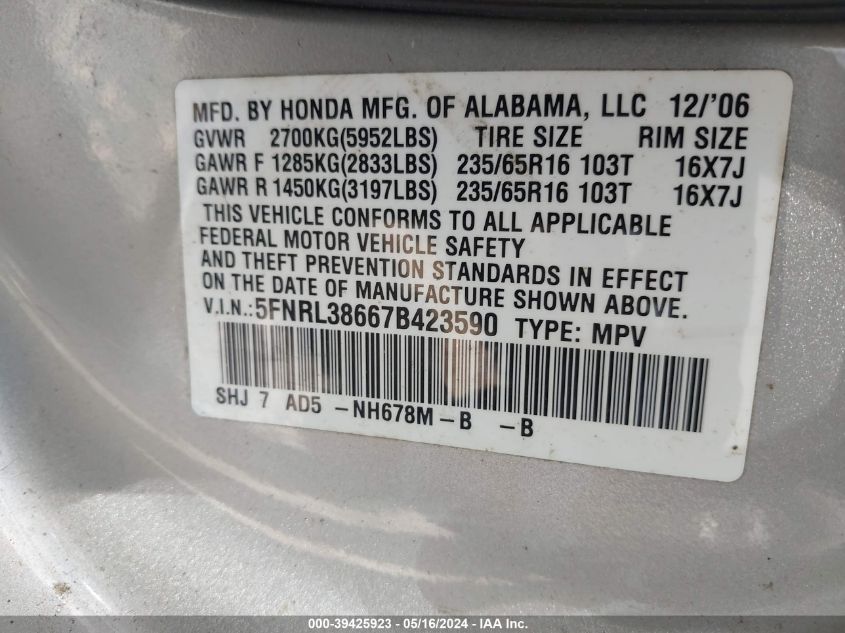 MFD. BY HONDA MFG. OF ALABAMA, LLC 12/'06
GVWR 2700KG(5952LBS) TIRE SIZE RIM SIZE
GAWR F 1285KG(2833LBS) 235/65R16 103T 16X7J
GAWR R 1450KG(3197LBS) 235/65R16 103T 16X7J
THIS VEHICLE CONFORMS TO ALL APPLICABLE
FEDERAL MOTOR VEHICLE SAFETY
AND THEFT PREVENTION STANDARDS IN EFFECT
ON THE DATE OF MANUFACTURE SHOWN ABOVE.
V.I.N.:5FNRL38667B423590 TYPE: MPV
SHJ 7 AD5 -NH678M-B -B
000-39425923 - 05/16/2024 - IAA Inc.